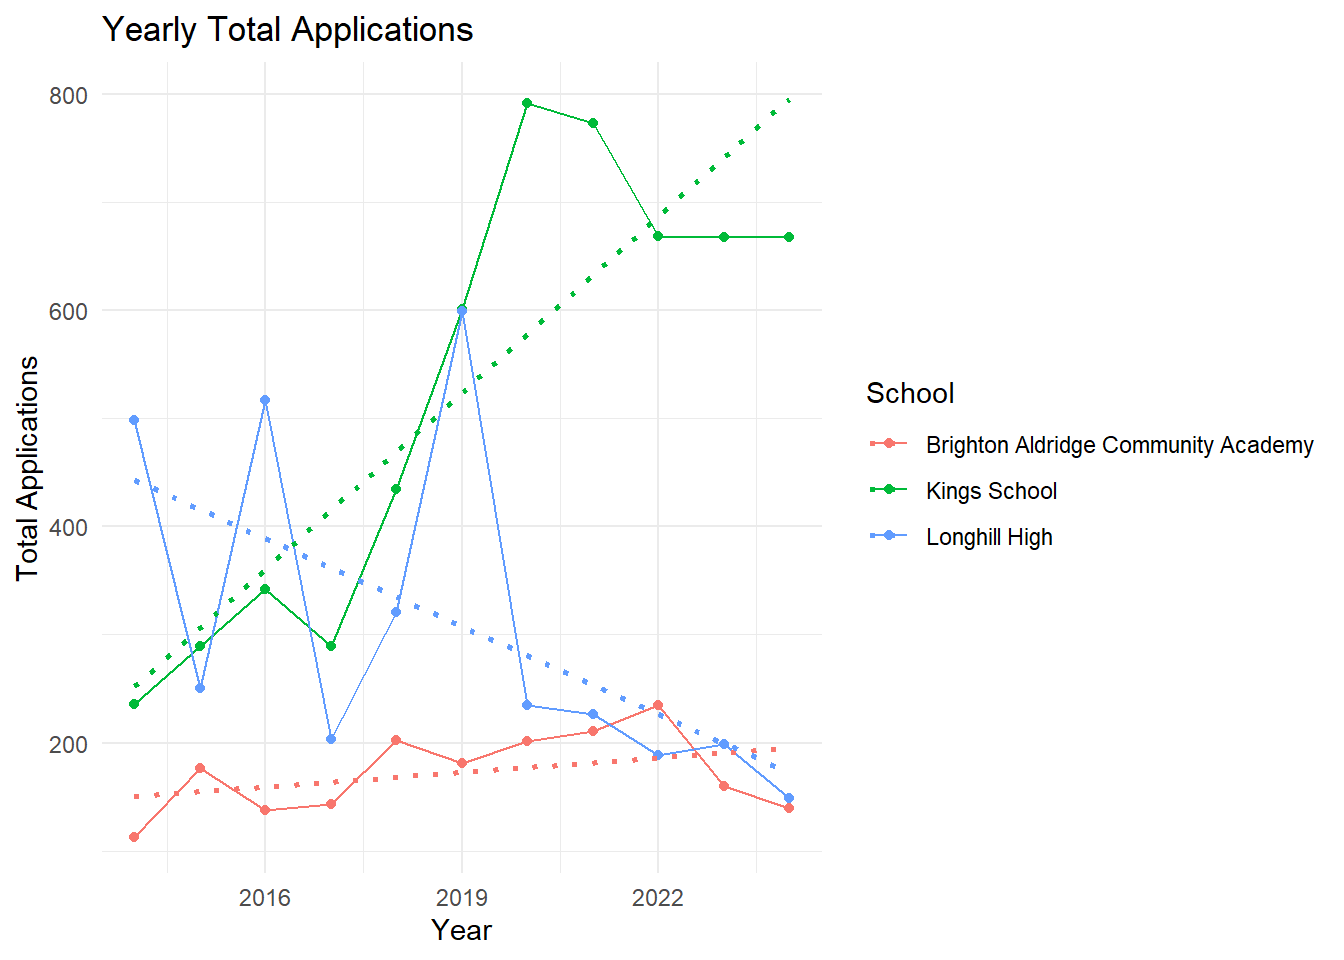 Yearly Total Applications
800
600
400
200
Total Applications
2016
2019
2022
Year
School
Brighton Aldridge Community Academy
Kings School
Longhill High